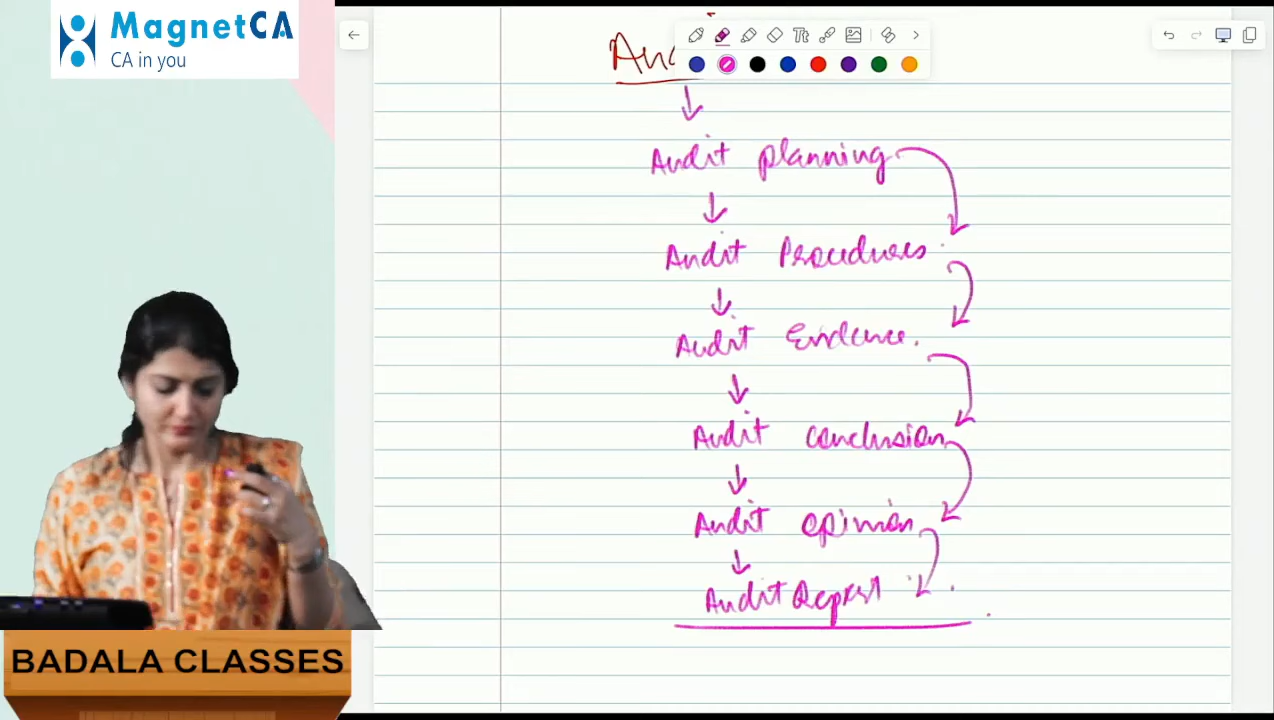 MagnetCA
CA in you
Audit planning
Audit Procedures
Audit Evidence.
Audit conclusion
Audit opinion
Audit Report
BADALA CLASSES